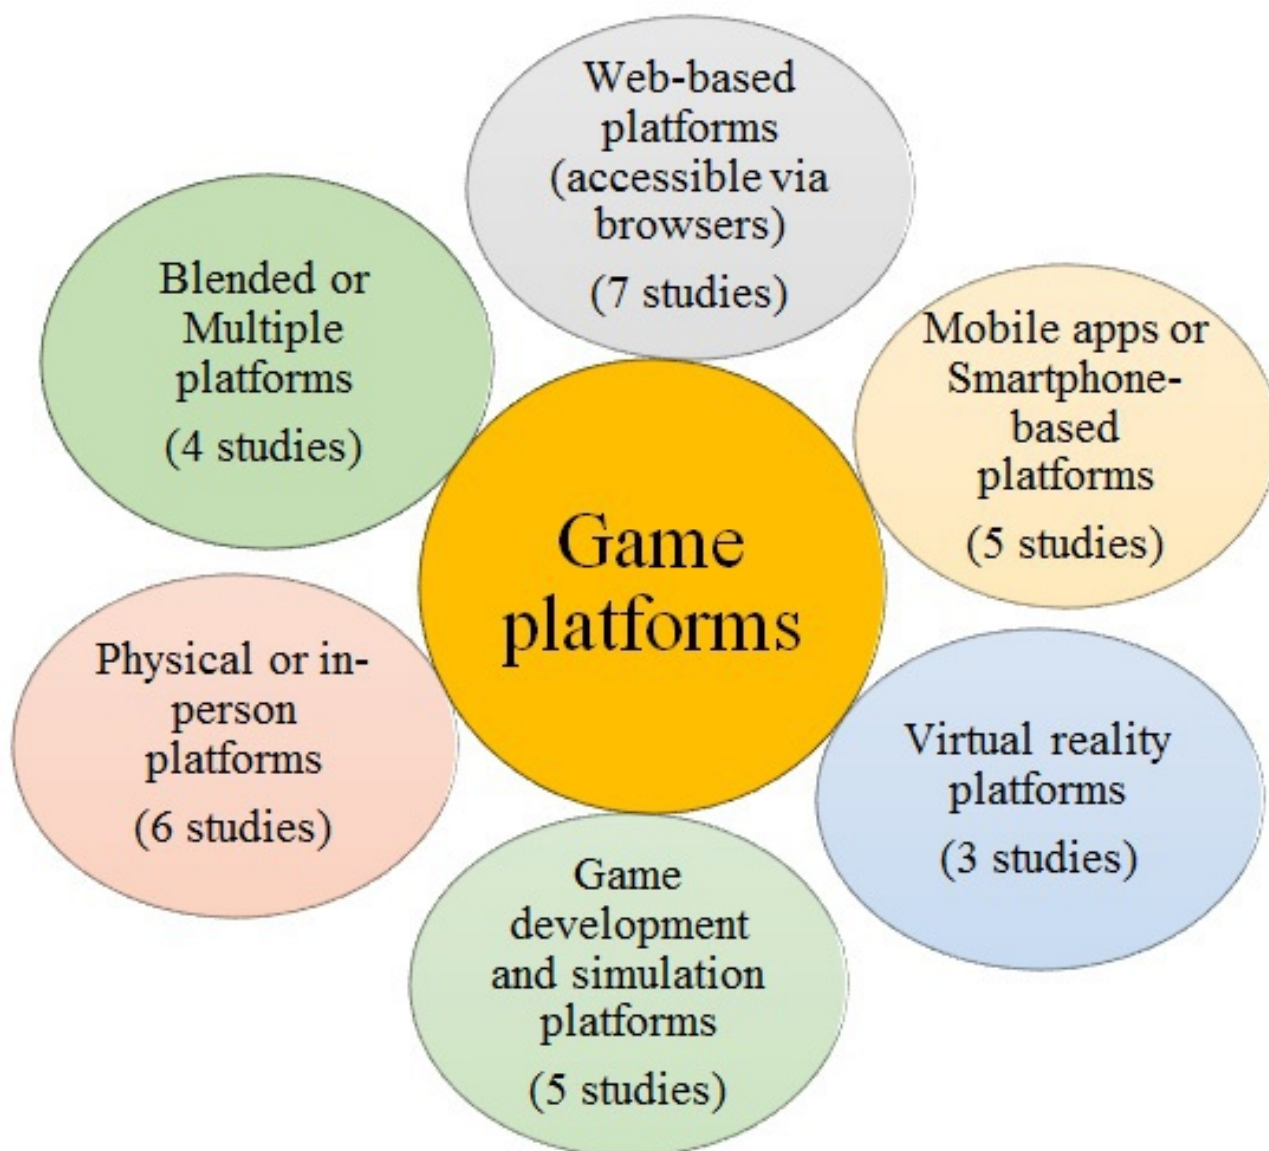 Web-based
platforms
(accessible via
browsers)
(7 studies)
Mobile apps or
Smartphone-
based
platforms
(5 studies)
Virtual reality
platforms
(3 studies)
Game
development
and simulation
platforms
(5 studies)
Physical or in-
person
platforms
(6 studies)
Blended or
Multiple
platforms
(4 studies)
Game
platforms